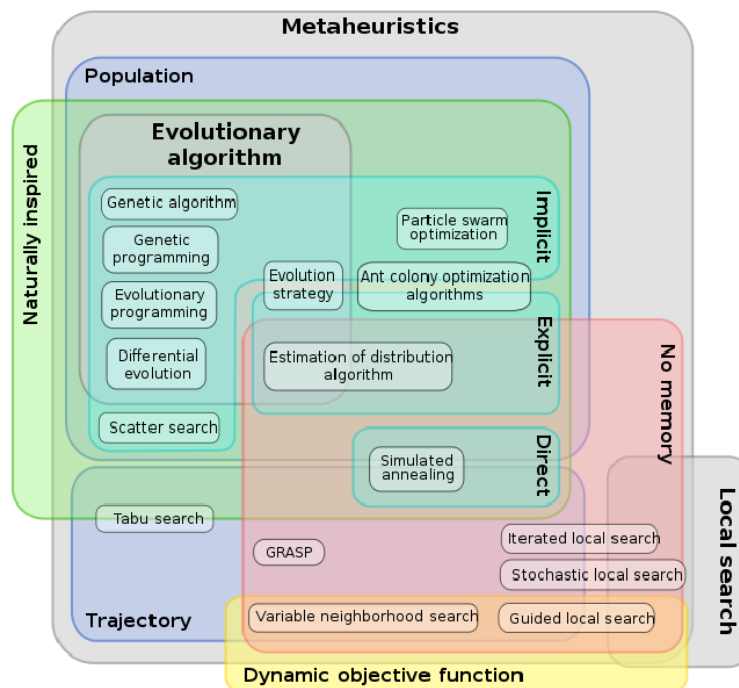 Metaheuristics
Population
Naturally inspired
Evolutionary
algorithm
Implicit
Genetic algorithm
Particle swarm
optimization
Genetic
programming
Evolution
strategy
Ant colony optimization
algorithms
Evolutionary
programming
Explicit
Differential
evolution
Estimation of distribution
algorithm
No memory
Scatter search
Direct
Simulated
annealing
Local search
Tabu search
GRASP
Iterated local search
Stochastic local search
Trajectory
Variable neighborhood search
Guided local search
Dynamic objective function